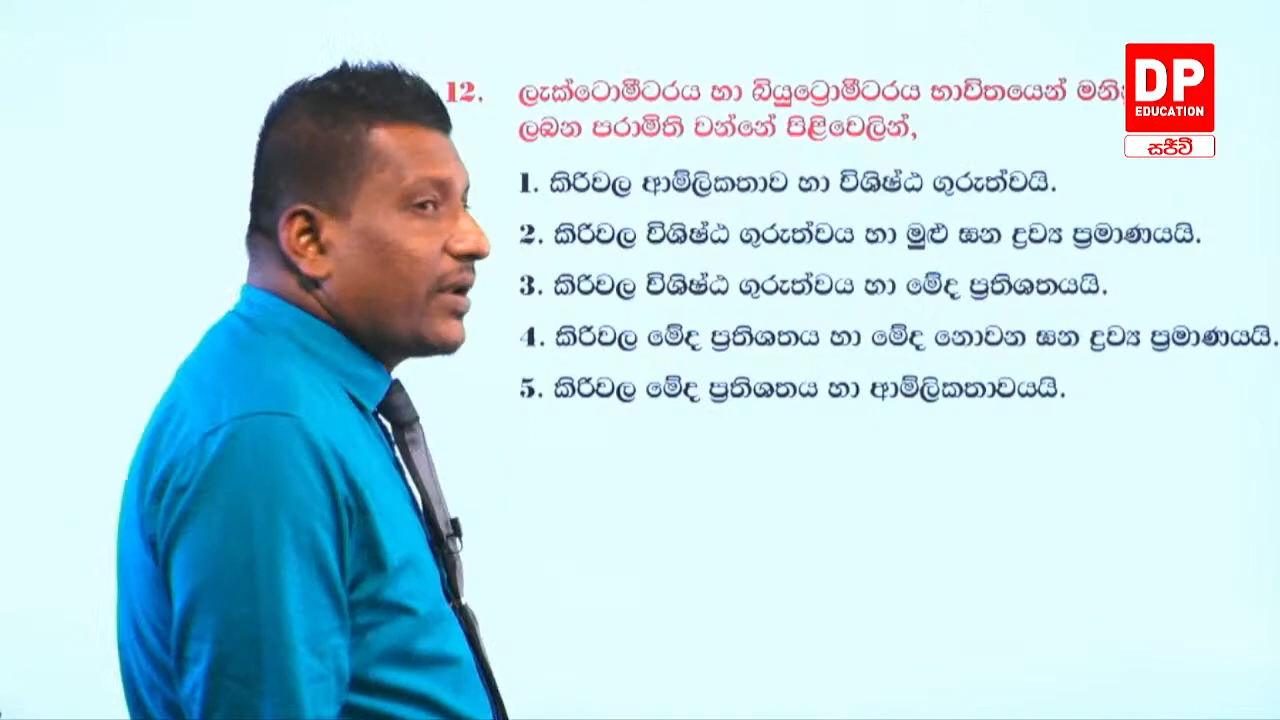 12. ලැක්ටොමීටරය හා බියුට්‍රොමීටරය භාවිතයෙන්
ලබන පරාමිති වන්නේ පිළිවෙලින්,
1. කිරිවල ආම්ලිකතාව හා විශිෂ්ඨ ගුරුත්වයි.
2. කිරිවල විශිෂ්ඨ ගුරුත්වය හා මුළු ඝන ද්‍රව්‍ය ප්‍රමාණයයි.
3. කිරිවල විශිෂ්ඨ ගුරුත්වය හා මේද ප්‍රතිශතයයි.
4. කිරිවල මේද ප්‍රතිශතය හා මේද නොවන ඝන ද්‍රව්‍ය ප්‍රමාණයයි.
5. කිරිවල මේද ප්‍රතිශතය හා ආම්ලිකතාවයයි.
DP
EDUCATION
සජීවී